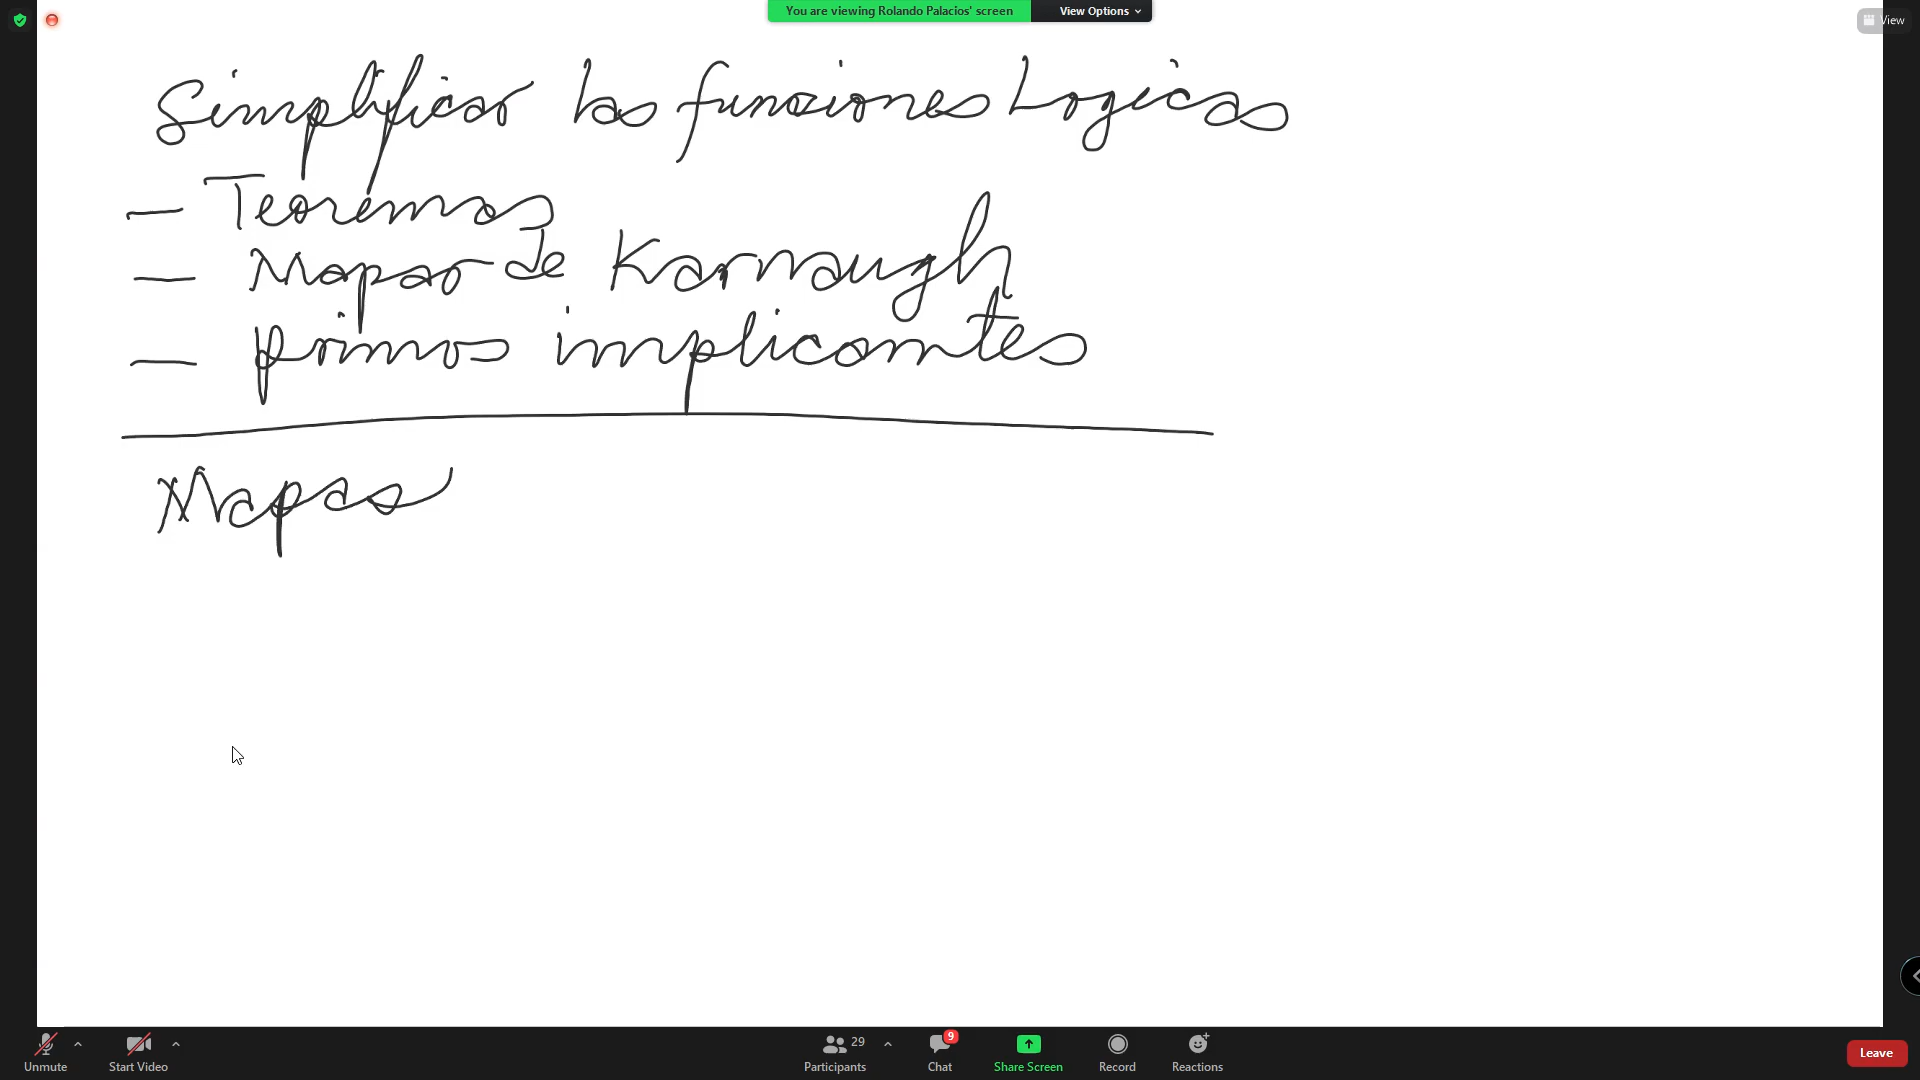 You are viewing Rolando Palacios' screen
View Options
View
Simplificar las funciones Logicas
— Teoremas
— Mapas de Karnaugh
— primos implicantes
Mapas
Unmute
Start Video
29
Participants
9
Chat
Share Screen
Record
Reactions
Leave